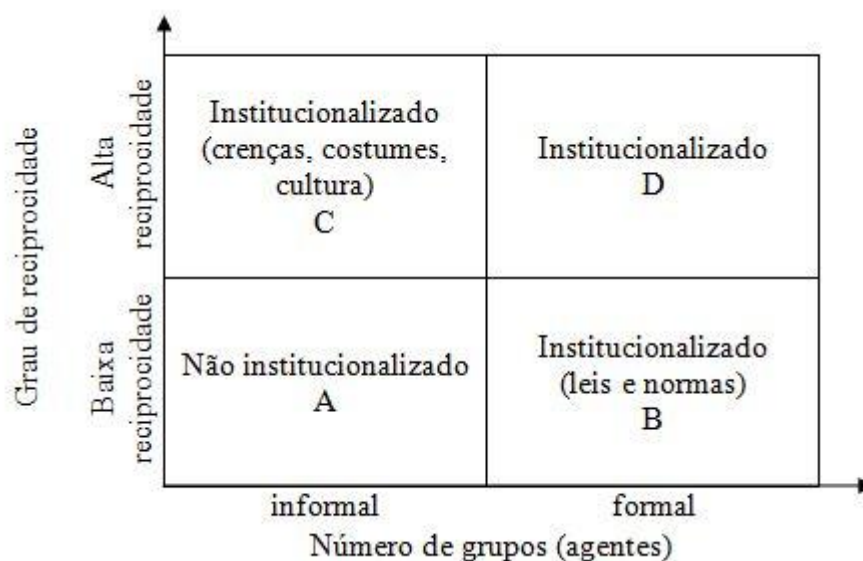 Grau de reciprocidade
Alta
reciprocidade
Baixa
reciprocidade
Institucionalizado
(crenças, costumes,
cultura)
C
Institucionalizado
D
Não institucionalizado
A
Institucionalizado
(leis e normas)
B
informal
formal
Número de grupos (agentes)